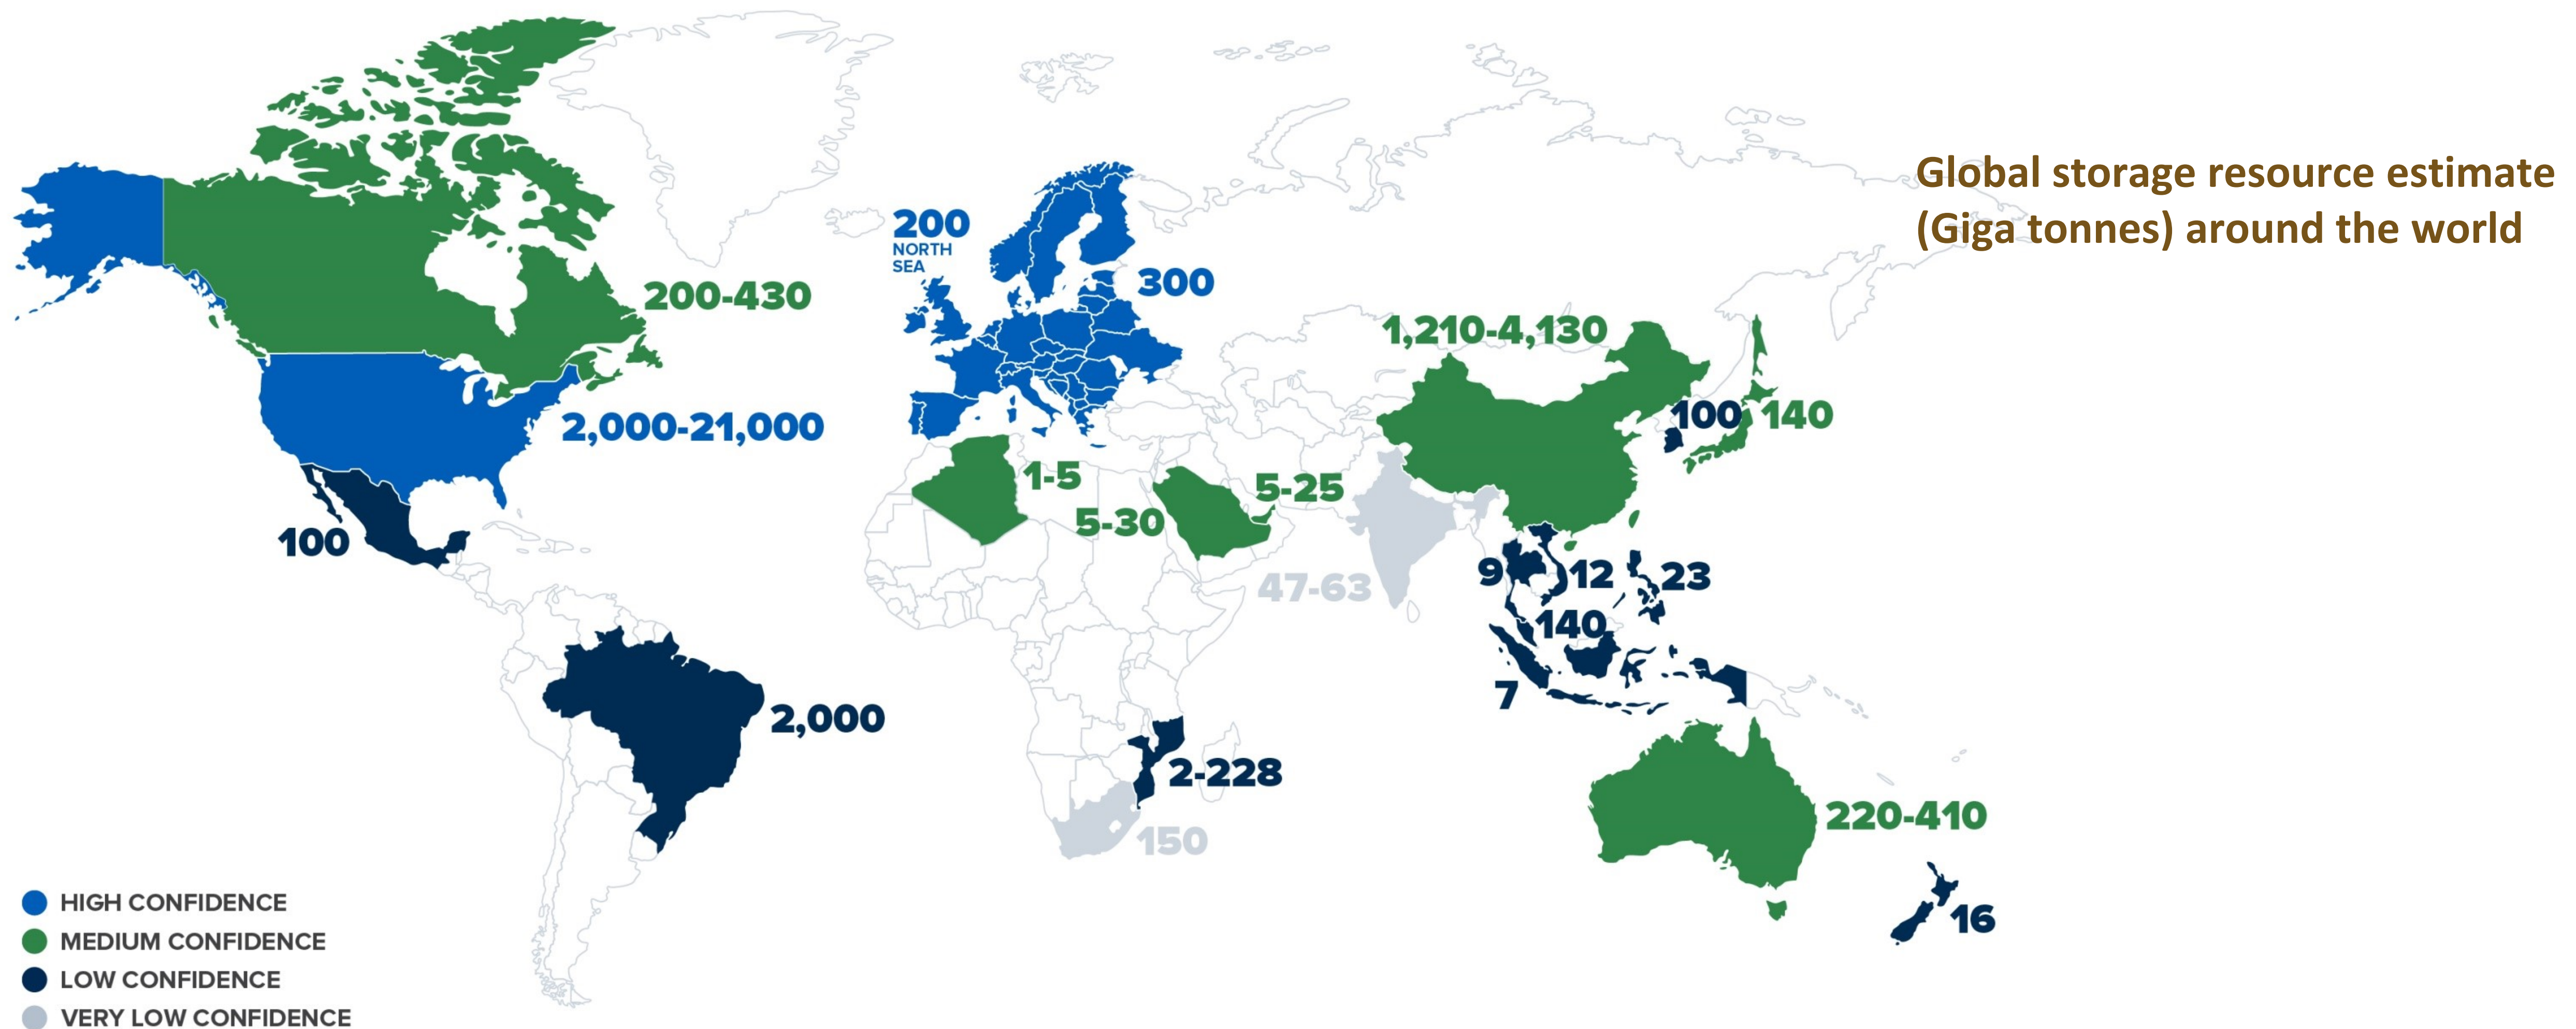 Global storage resource estimate
(Giga tonnes) around the world
200
NORTH
SEA
300
200-430
1,210-4,130
100
140
2,000-21,000
1-5
5-25
5-30
100
47-63
9
12
23
140
7
2,000
2-228
150
220-410
16
HIGH CONFIDENCE
MEDIUM CONFIDENCE
LOW CONFIDENCE
VERY LOW CONFIDENCE